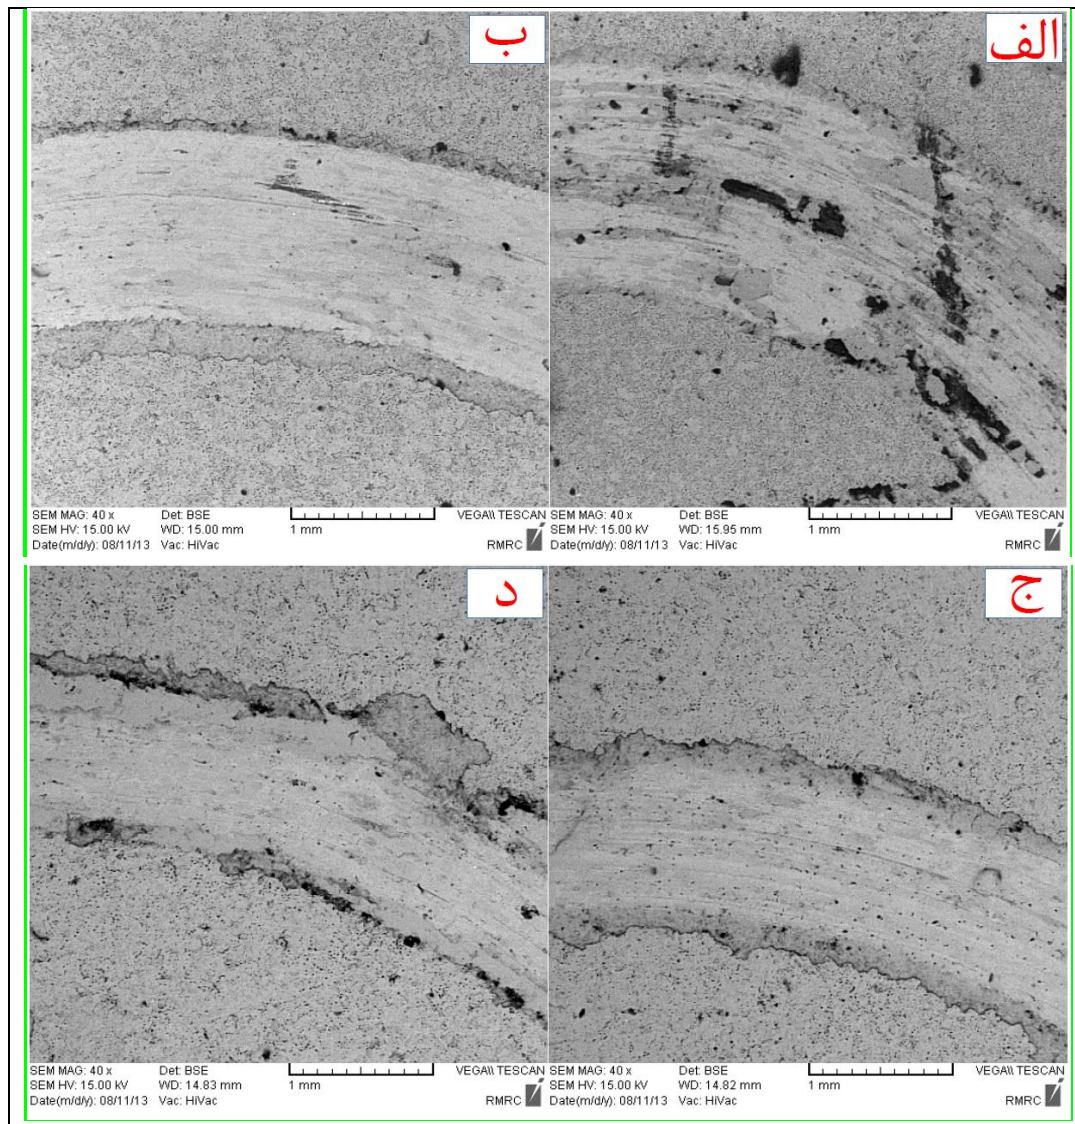 الف
SEM MAG: 40 x Det: BSE
SEM HV: 15.00 kV WD: 15.95 mm 1 mm VEGA\\ TESCAN
Date(m/d/y): 08/11/13 Vac: HiVac RMRC
ب
SEM MAG: 40 x Det: BSE
SEM HV: 15.00 kV WD: 15.00 mm 1 mm VEGA\\ TESCAN
Date(m/d/y): 08/11/13 Vac: HiVac RMRC
ج
SEM MAG: 40 x Det: BSE
SEM HV: 15.00 kV WD: 14.82 mm 1 mm VEGA\\ TESCAN
Date(m/d/y): 08/11/13 Vac: HiVac RMRC
د
SEM MAG: 40 x Det: BSE
SEM HV: 15.00 kV WD: 14.83 mm 1 mm VEGA\\ TESCAN
Date(m/d/y): 08/11/13 Vac: HiVac RMRC